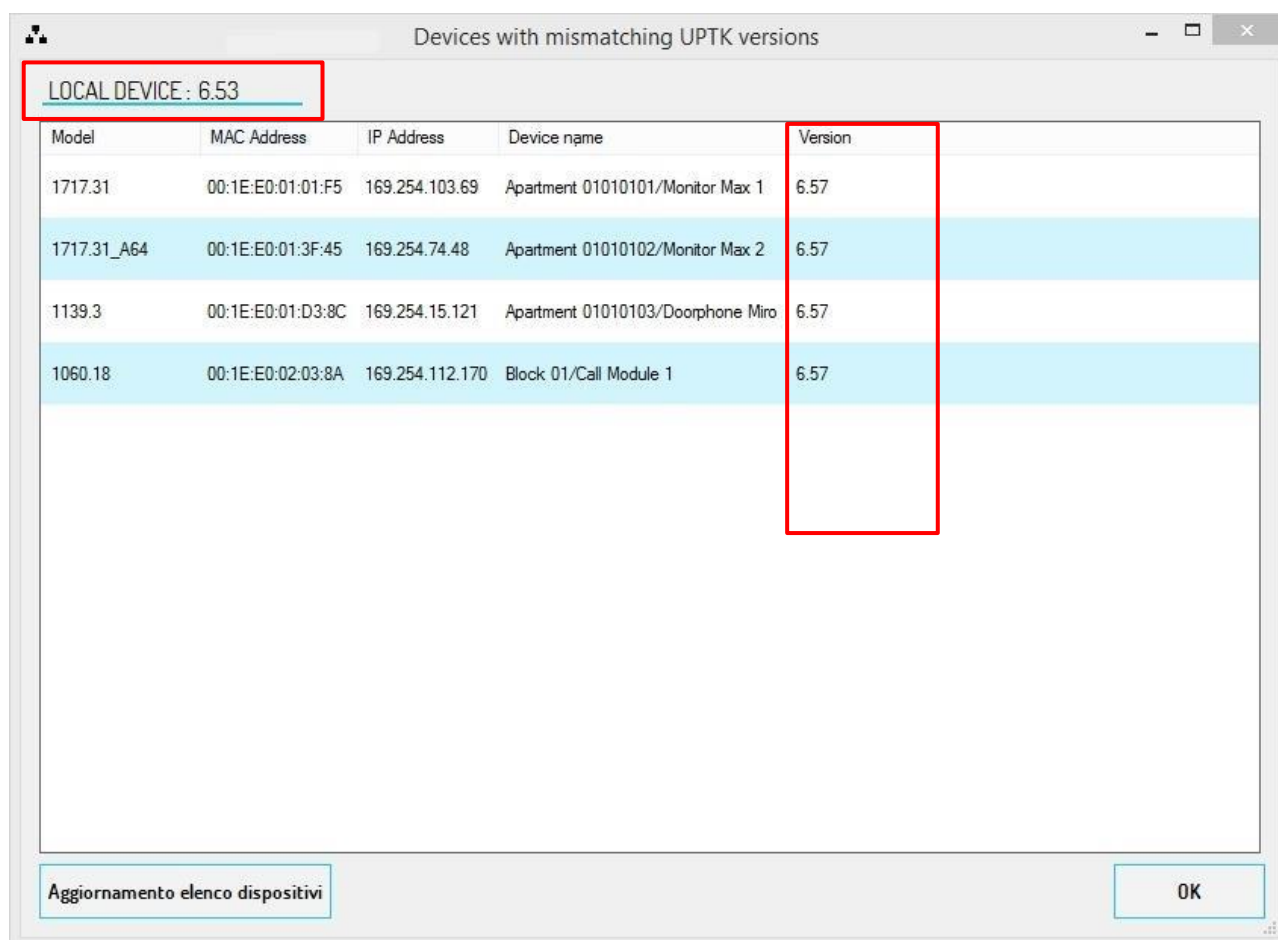 Devices with mismatching UPTK versions
LOCAL DEVICE : 6.53
Model MAC Address IP Address Device name Version
1717.31 00:1E:E0:01:01:F5 169.254.103.69 Apartment 01010101/Monitor Max 1 6.57
1717.31_A64 00:1E:E0:01:3F:45 169.254.74.48 Apartment 01010102/Monitor Max 2 6.57
1139.3 00:1E:E0:01:D3:8C 169.254.15.121 Apartment 01010103/Doorphone Miro 6.57
1060.18 00:1E:E0:02:03:8A 169.254.112.170 Block 01/Call Module 1 6.57
Aggiornamento elenco dispositivi OK